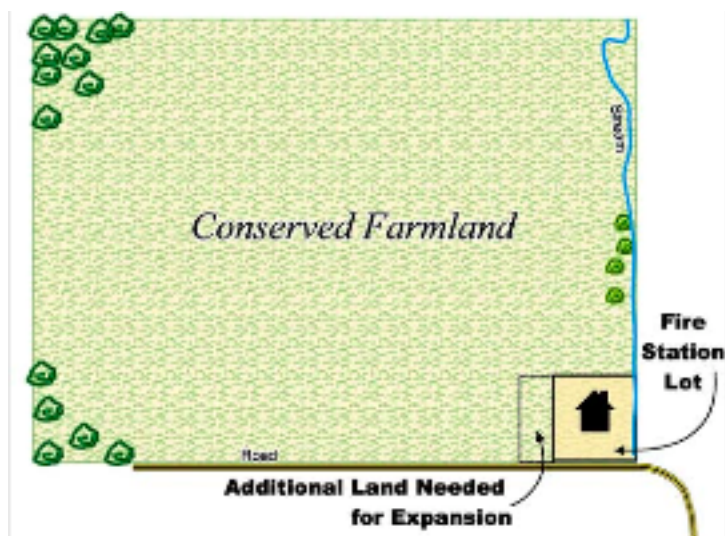 Stream
Conserved Farmland
Fire
Station
Lot
Road
Additional Land Needed
for Expansion